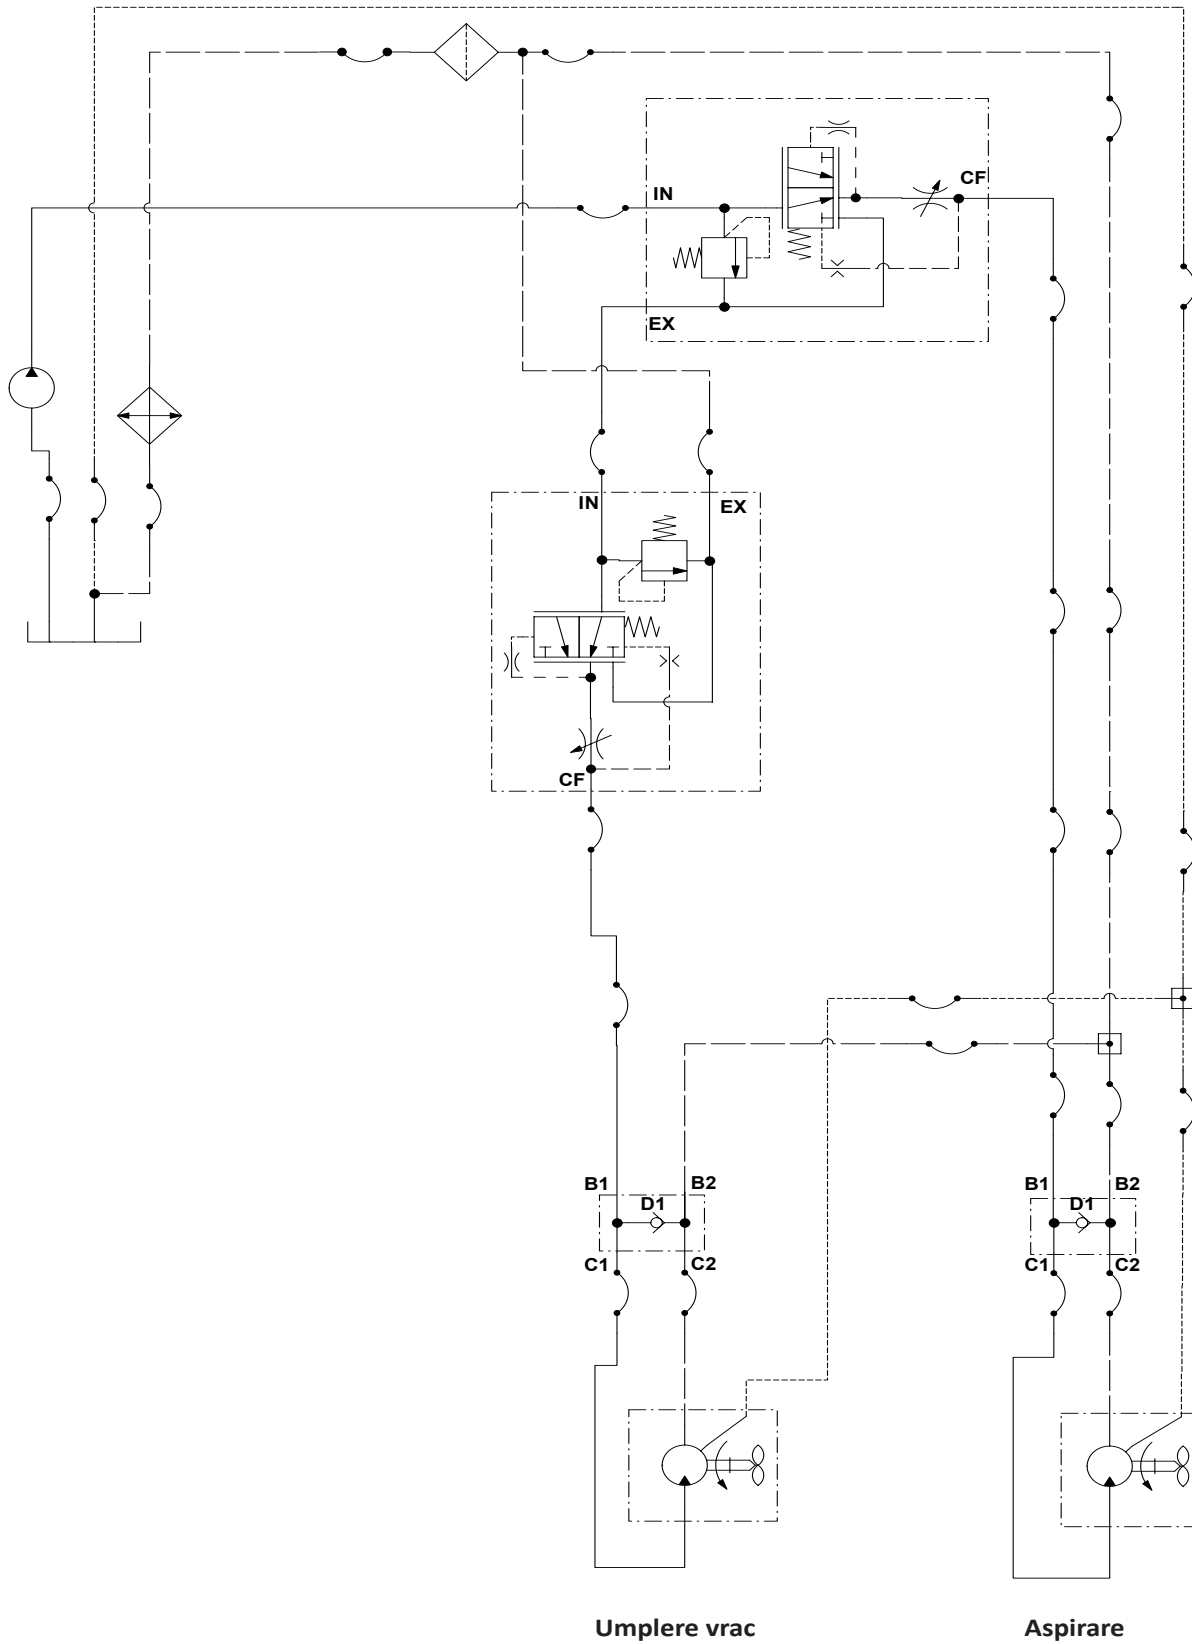 IN
CF
EX
IN
EX
CF
B1
B2
D1
C1
C2
B1
B2
D1
C1
C2
Umplere vrac
Aspirare